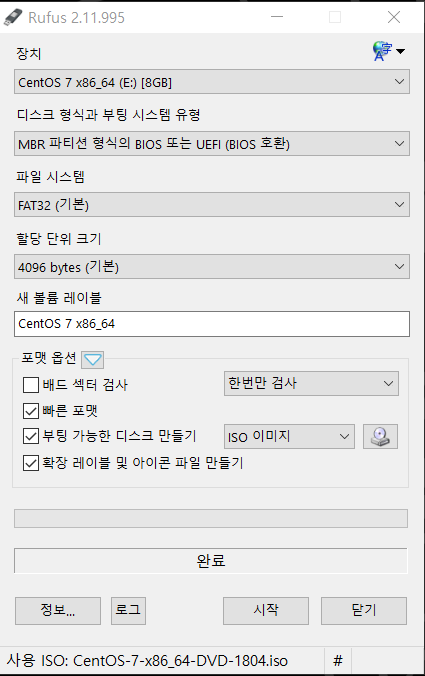 Rufus 2.11.995
장치
CentOS 7 x86_64 (E:) [8GB]
디스크 형식과 부팅 시스템 유형
MBR 파티션 형식의 BIOS 또는 UEFI (BIOS 호환)
파일 시스템
FAT32 (기본)
할당 단위 크기
4096 bytes (기본)
새 볼륨 레이블
CentOS 7 x86_64
포맷 옵션
배드 섹터 검사 한번만 검사
빠른 포맷
부팅 가능한 디스크 만들기 ISO 이미지
확장 레이블 및 아이콘 파일 만들기
완료
정보... 로그 시작 닫기
사용 ISO: CentOS-7-x86_64-DVD-1804.iso #